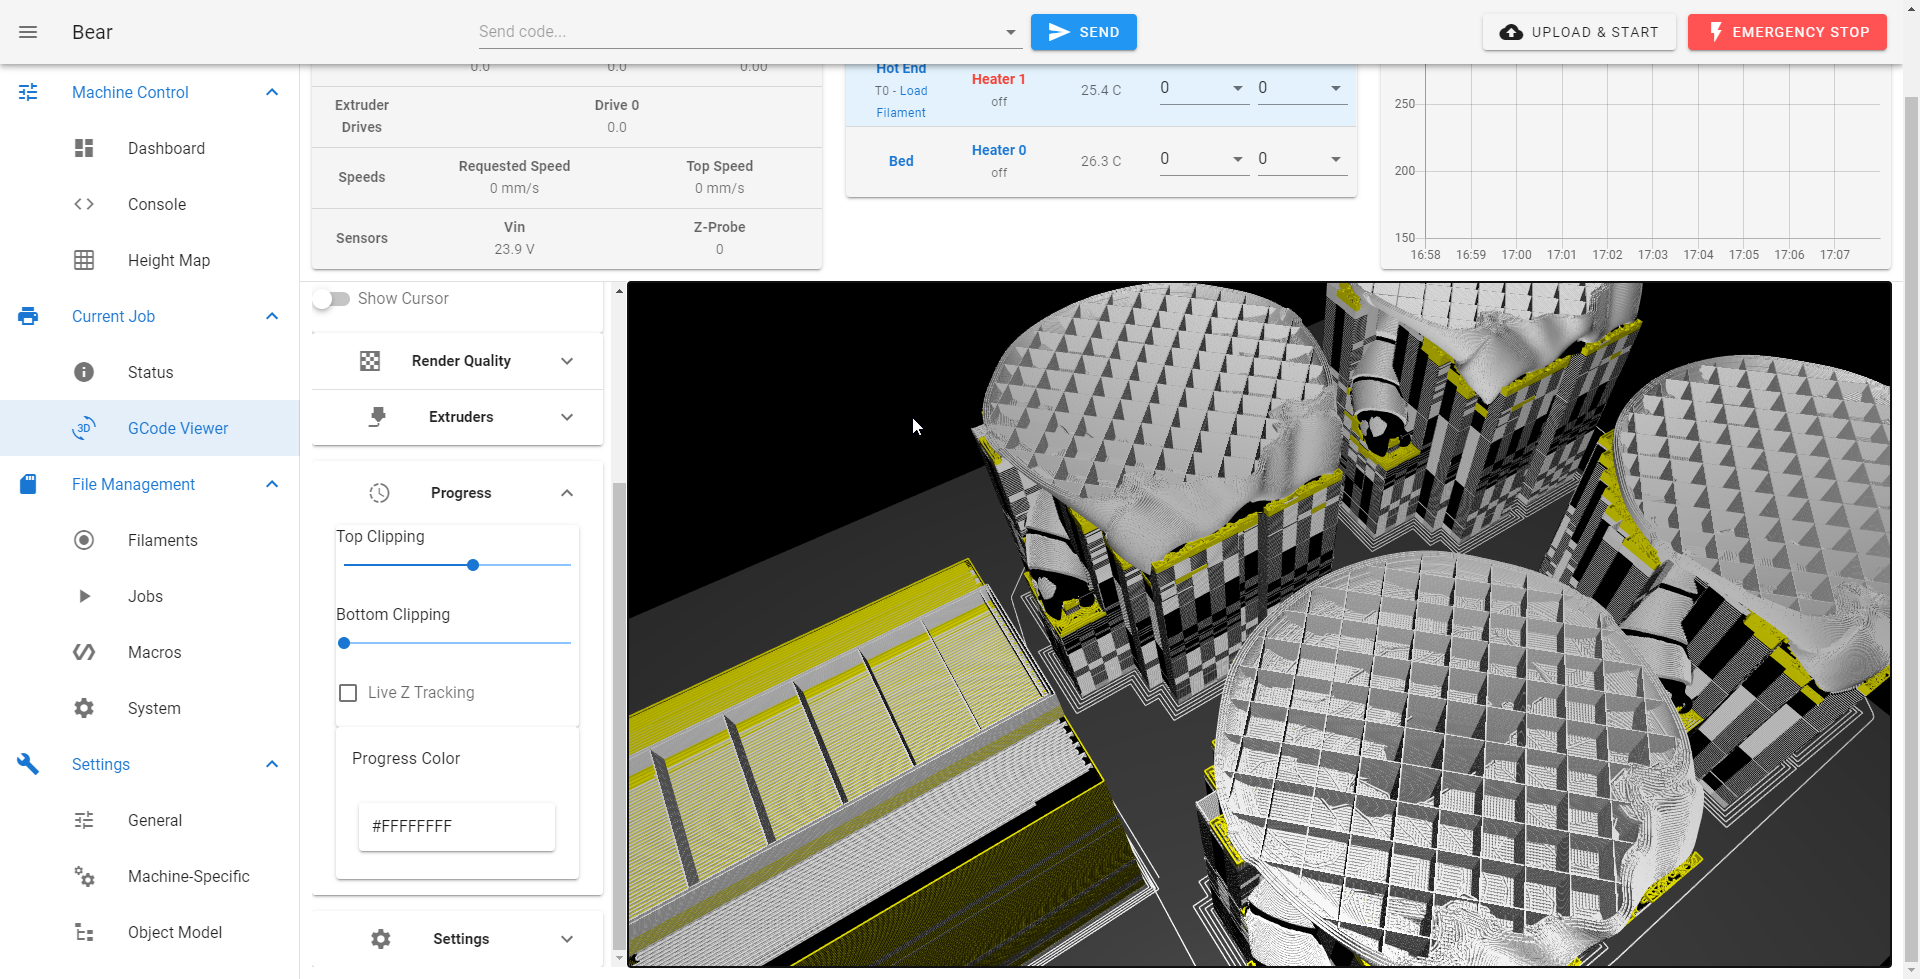 Bear
Send code...
SEND
UPLOAD & START
EMERGENCY STOP
Machine Control
Dashboard
Console
Height Map
Current Job
Status
GCode Viewer
File Management
Filaments
Jobs
Macros
System
Settings
General
Machine-Specific
Object Model
0.0 0.0 0.00
Extruder Drives
Drive 0
0.0
Speeds
Requested Speed
0 mm/s
Top Speed
0 mm/s
Sensors
Vin
23.9 V
Z-Probe
0
Hot End
T0 - Load
Filament
Heater 1
off
25.4 C
0
0
Bed
Heater 0
off
26.3 C
0
0
250
200
150
16:58 16:59 17:00 17:01 17:02 17:03 17:04 17:05 17:06 17:07
Show Cursor
Render Quality
Extruders
Progress
Top Clipping
Bottom Clipping
Live Z Tracking
Progress Color
#FFFFFFFF
Settings
3D